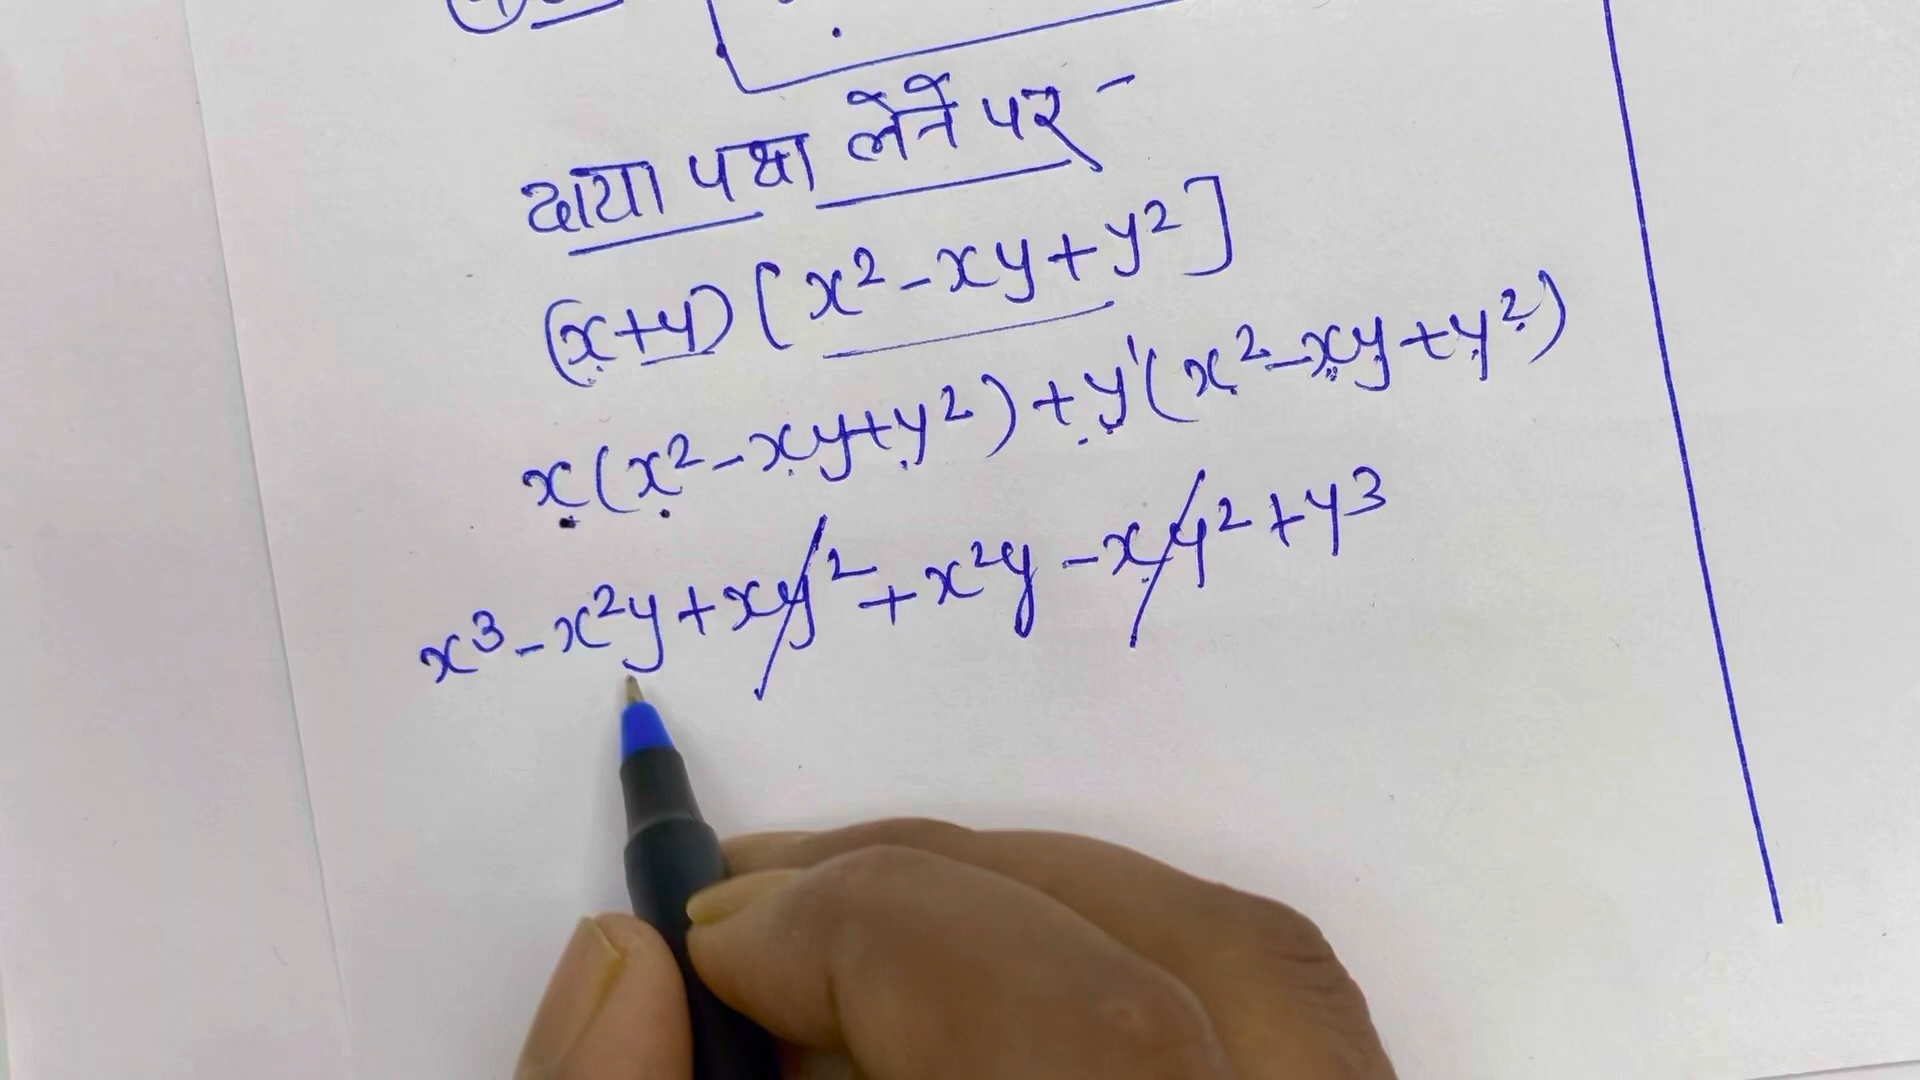 दाया पक्ष लेने पर -
(x+y) [x²-xy+y²]
x(x²-xy+y²)+y(x²-xy+y²)
x³-x²y+xy²+x²y-xy²+y³